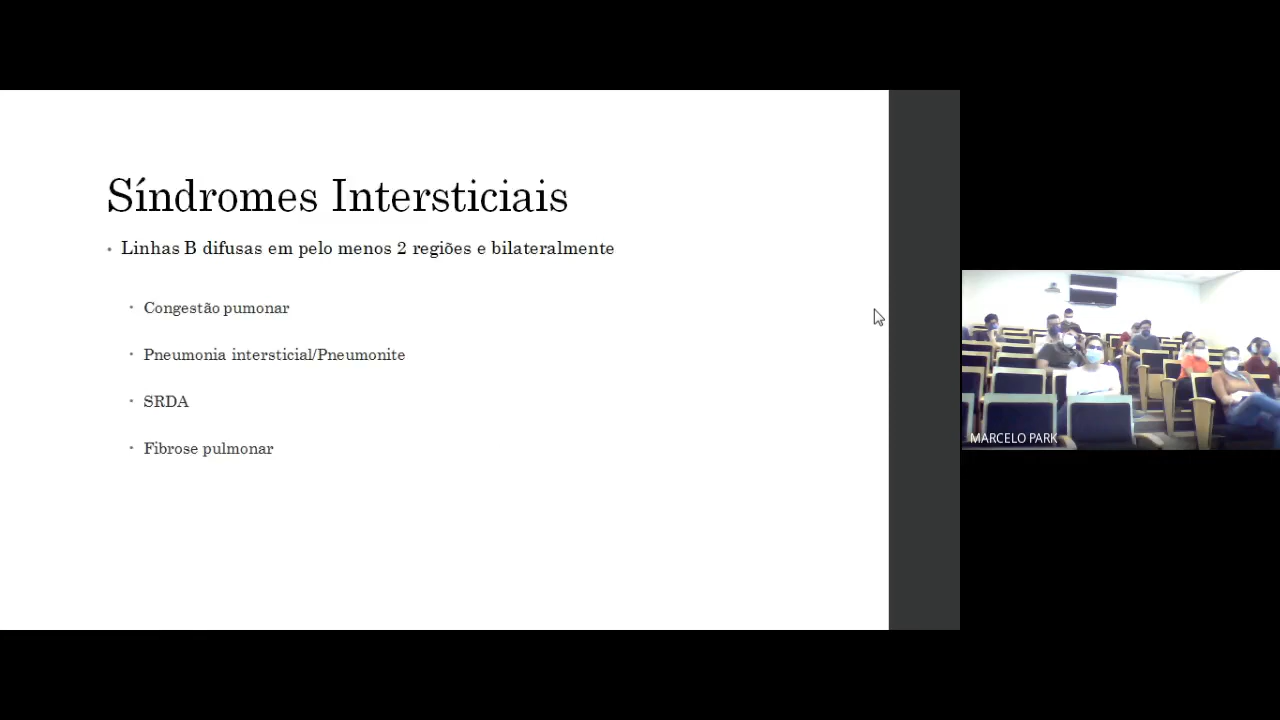 Síndromes Intersticiais
• Linhas B difusas em pelo menos 2 regiões e bilateralmente
• Congestão pumonar
• Pneumonia intersticial/Pneumonite
• SRDA
• Fibrose pulmonar
MARCELO PARK